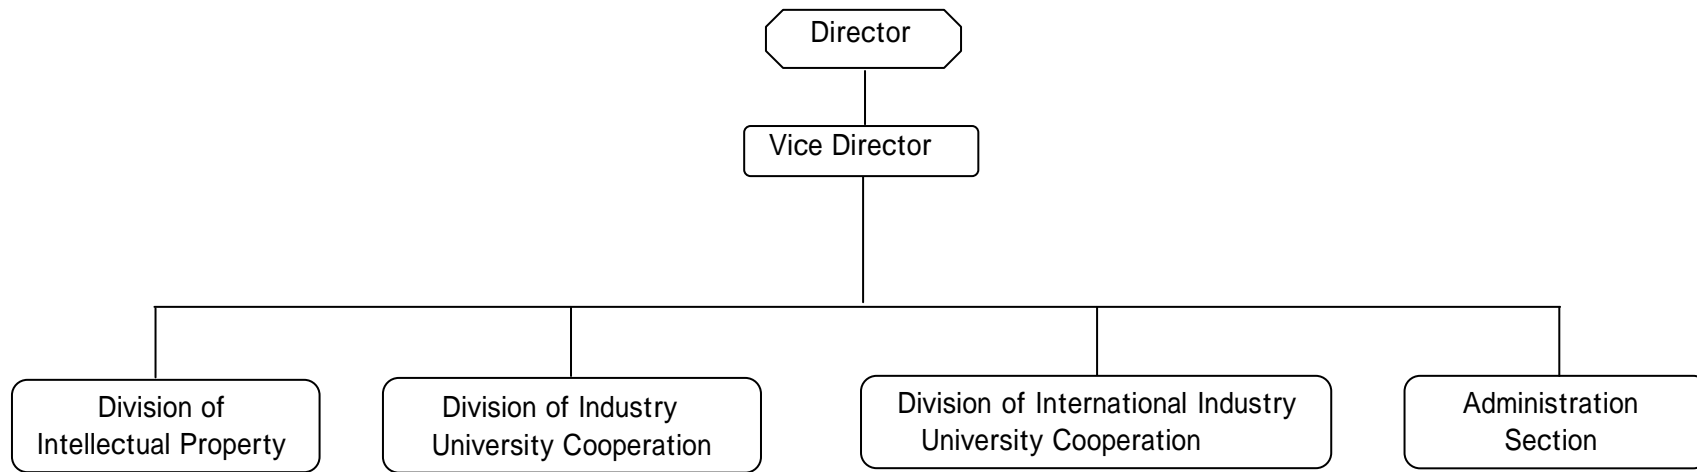 Director
Vice Director
Division of
Intellectual Property
Division of Industry
University Cooperation
Division of International Industry
University Cooperation
Administration
Section